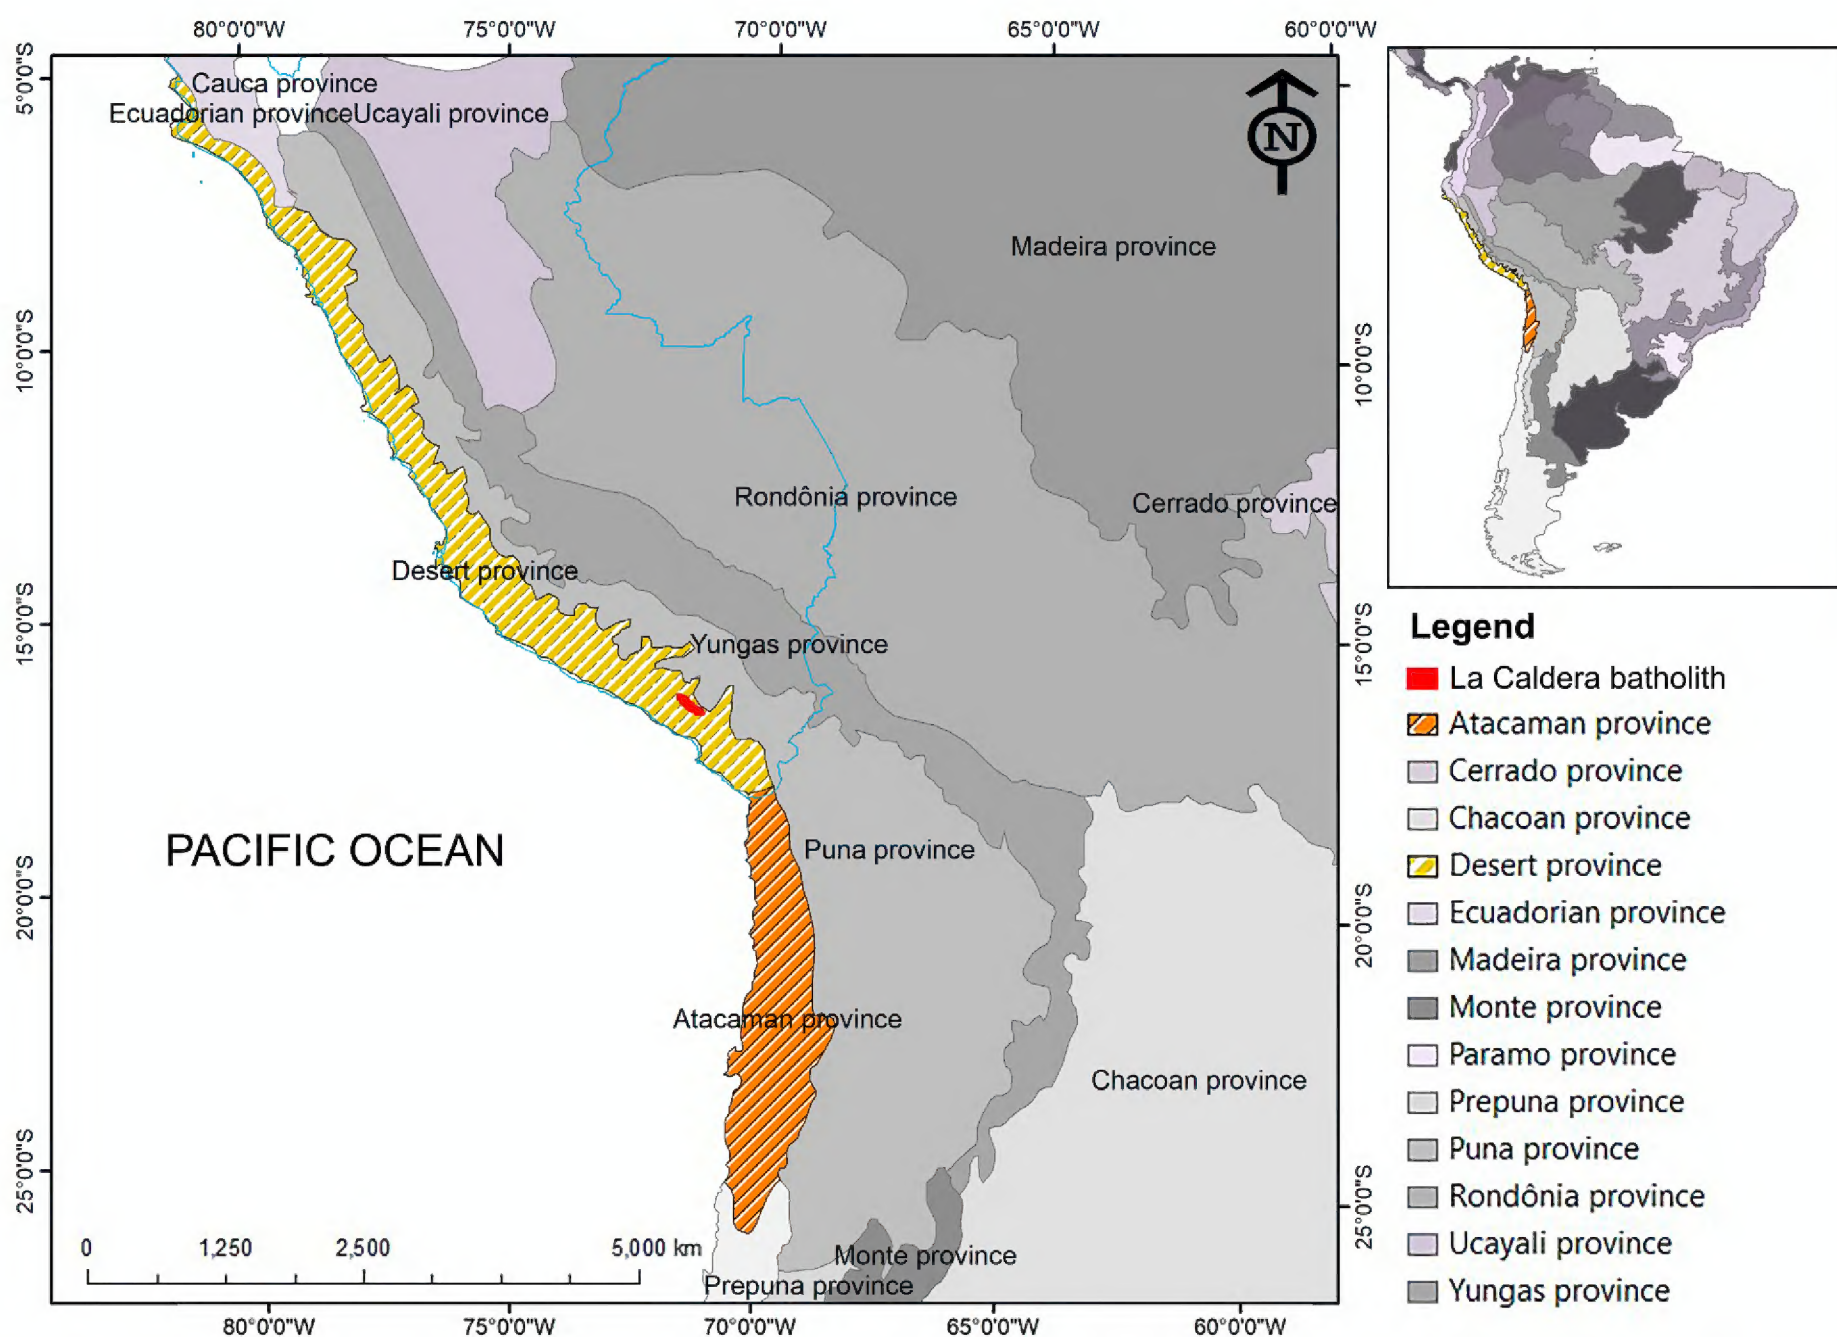 80°0'0"W
75°0'0"W
70°0'0"W
65°0'0"W
60°0'0"W
5°0'0"S
10°0'0"S
15°0'0"S
20°0'0"S
25°0'0"S
Cauca province
Ecuadorian province
Ucayali province
N
Madeira province
Rondônia province
Cerrado province
Desert province
Yungas province
PACIFIC OCEAN
Puna province
Atacaman province
Chacoan province
Monte province
Prepuna province
0
1,250
2,500
5,000 km
10°0'0"S
15°0'0"S
20°0'0"S
25°0'0"S
80°0'0"W
75°0'0"W
70°0'0"W
65°0'0"W
60°0'0"W
Legend
La Caldera batholith
Atacaman province
Cerrado province
Chacoan province
Desert province
Ecuadorian province
Madeira province
Monte province
Paramo province
Prepuna province
Puna province
Rondônia province
Ucayali province
Yungas province